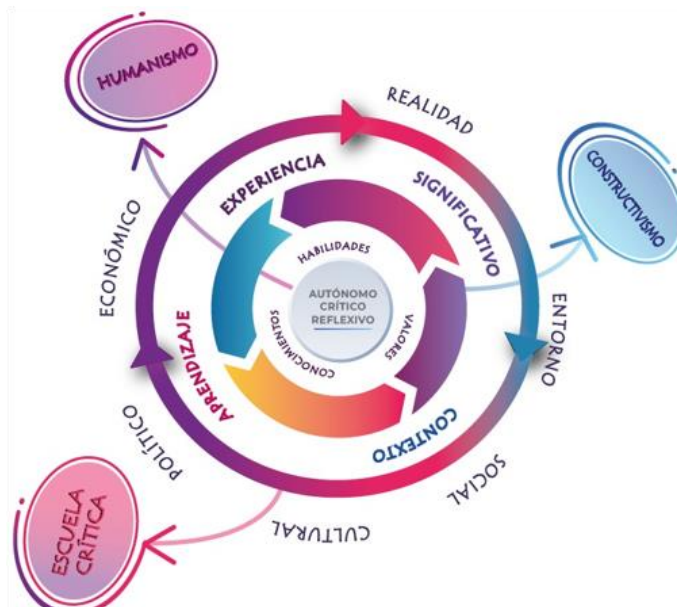 HUMANISMO
REALIDAD
CONSTRUCTIVISMO
EXPERIENCIA
SIGNIFICATIVO
ECONÓMICO
HABILIDADES
AUTÓNOMO
CRÍTICO
REFLEXIVO
VALORES
CONOCIMIENTOS
ENTORNO
APRENDIZAJE
CONTEXTO
POLÍTICO
SOCIAL
CULTURAL
ESCUELA
CRÍTICA